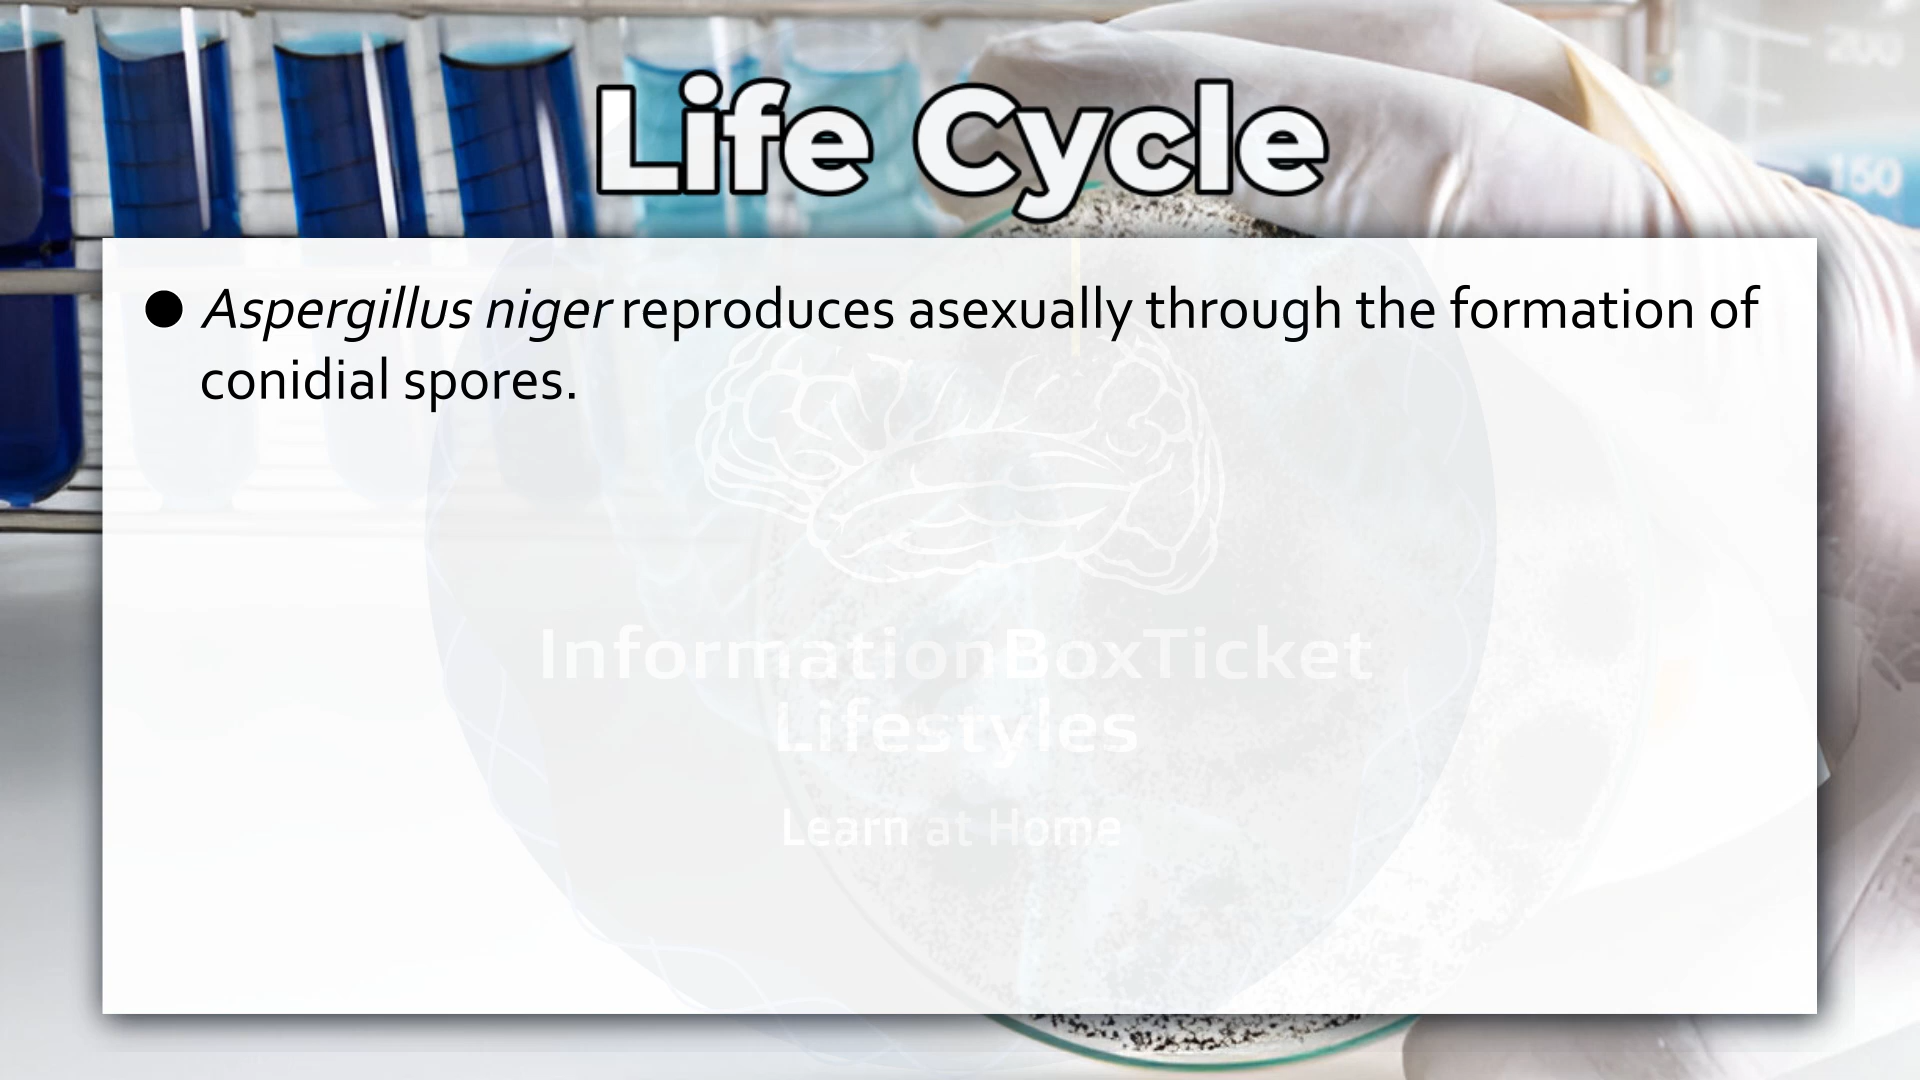 200
150
Life Cycle
● Aspergillus niger reproduces asexually through the formation of
conidial spores.
InformationBoxTicket
Lifestyles
Learn at Home